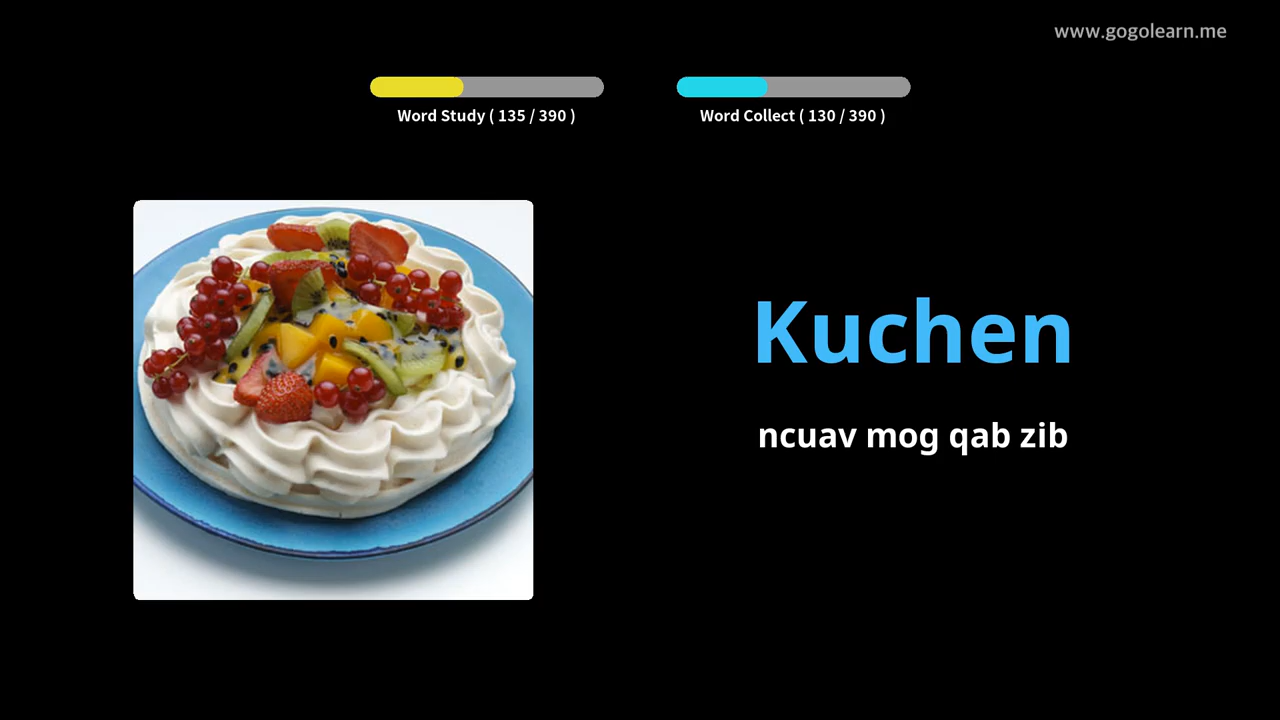 www.gogolearn.me
Word Study ( 135 / 390 )
Word Collect ( 130 / 390 )
Kuchen
ncuav mog qab zib